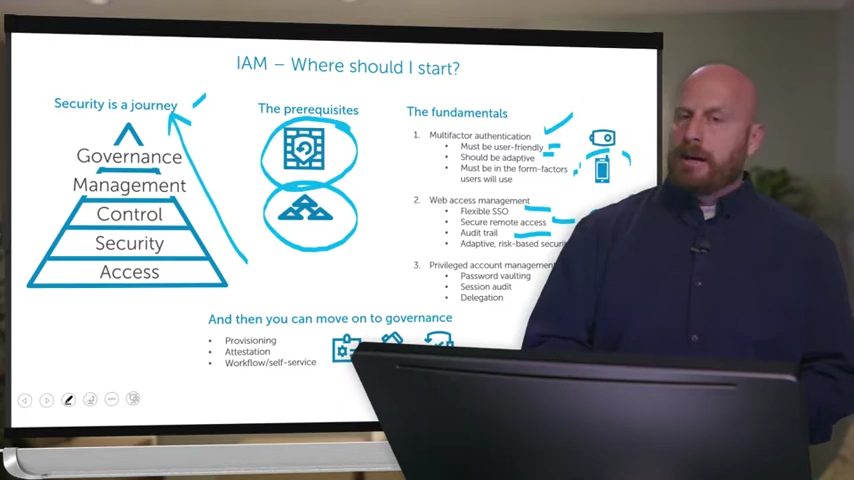 IAM – Where should I start?
Security is a journey
Governance
Management
Control
Security
Access
The prerequisites
The fundamentals
1. Multifactor authentication
• Must be user-friendly
• Should be adaptive
• Must be in the form-factors
users will use
2. Web access management
• Flexible SSO
• Secure remote access
• Audit trail
• Adaptive, risk-based
3. Privileged account management
• Password vaulting
• Session audit
• Delegation
And then you can move on to governance
• Provisioning
• Attestation
• Workflow/self-service